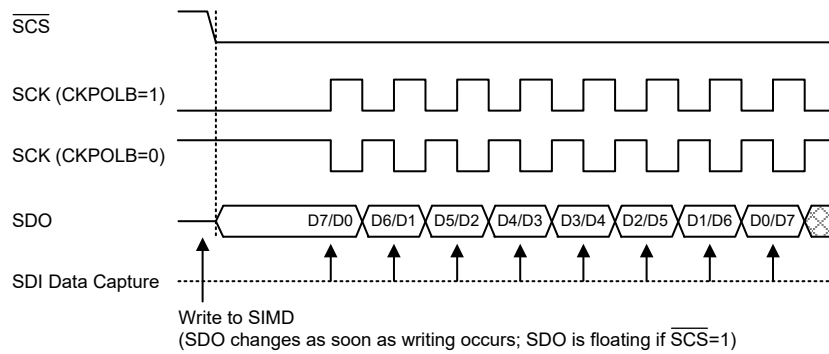 S̅C̅S̅
SCK (CKPOLB=1)
SCK (CKPOLB=0)
SDO D7/D0 D6/D1 D5/D2 D4/D3 D3/D4 D2/D5 D1/D6 D0/D7
SDI Data Capture
Write to SIMD
(SDO changes as soon as writing occurs; SDO is floating if S̅C̅S̅=1)